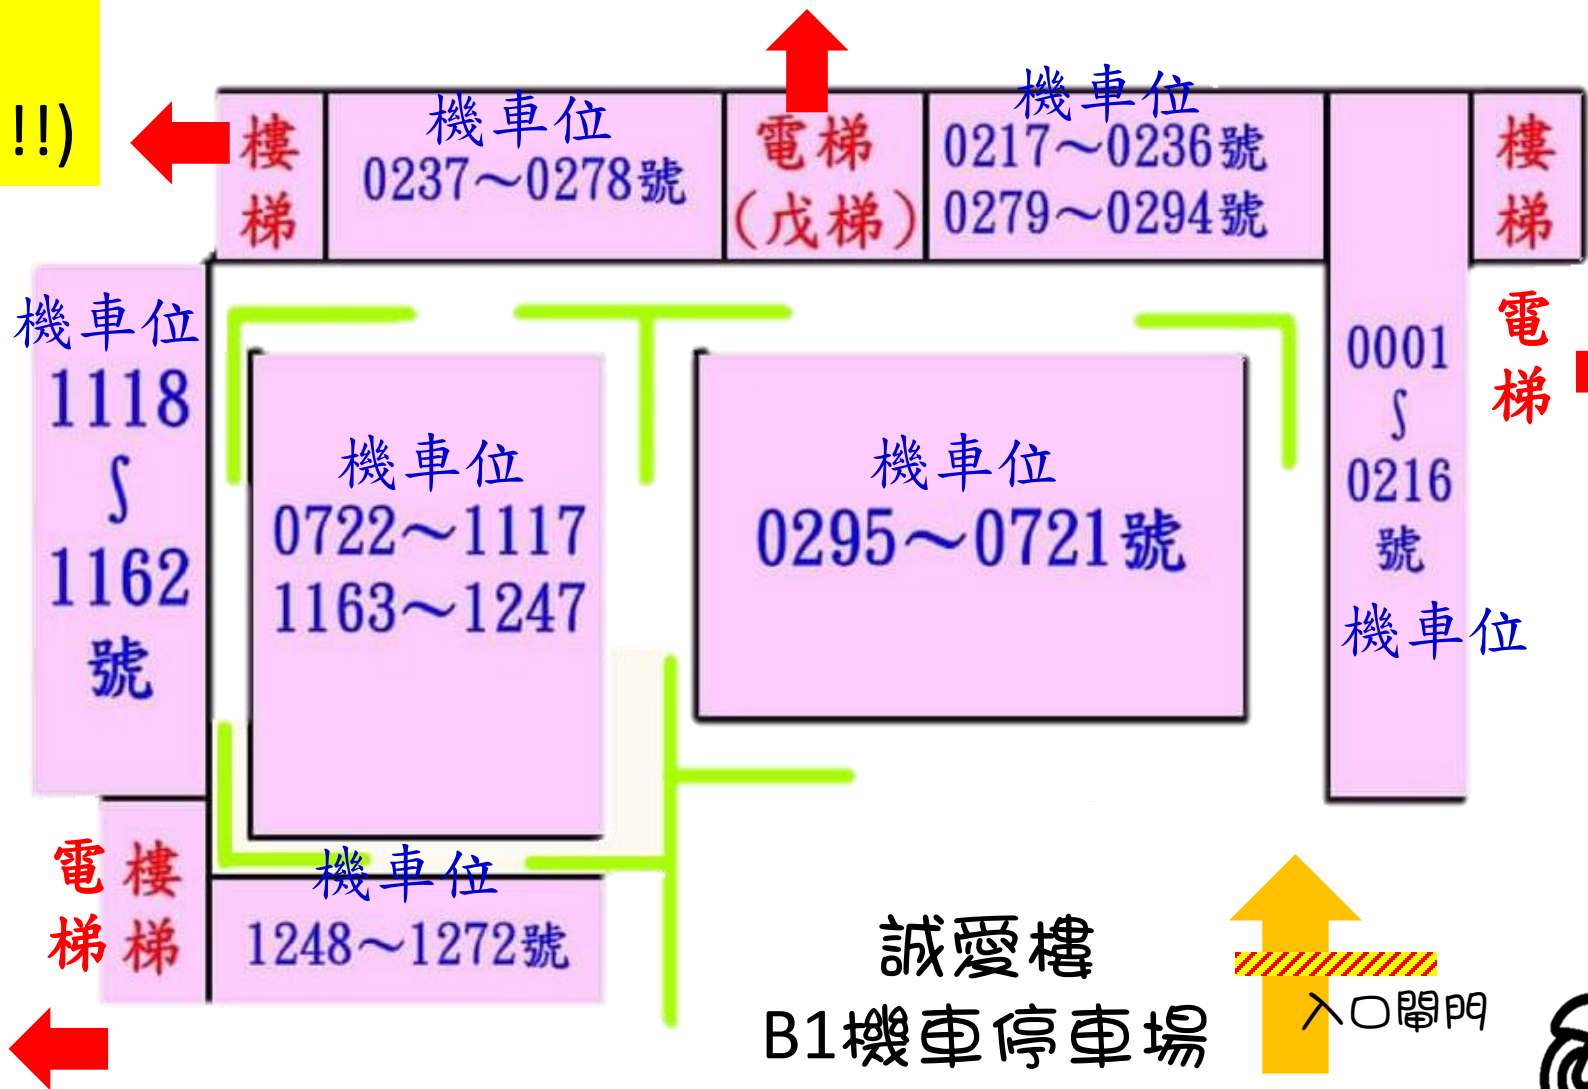 !!)
樓梯
機車位
0237～0278號
電梯
(戊梯)
機車位
0217～0236號
0279～0294號
樓梯
機車位
1118
∫
1162
號
機車位
0722～1117
1163～1247
機車位
0295～0721號
0001
∫
0216
號
機車位
電梯
電梯
樓梯
機車位
1248～1272號
誠愛樓
B1機車停車場
入口閘門